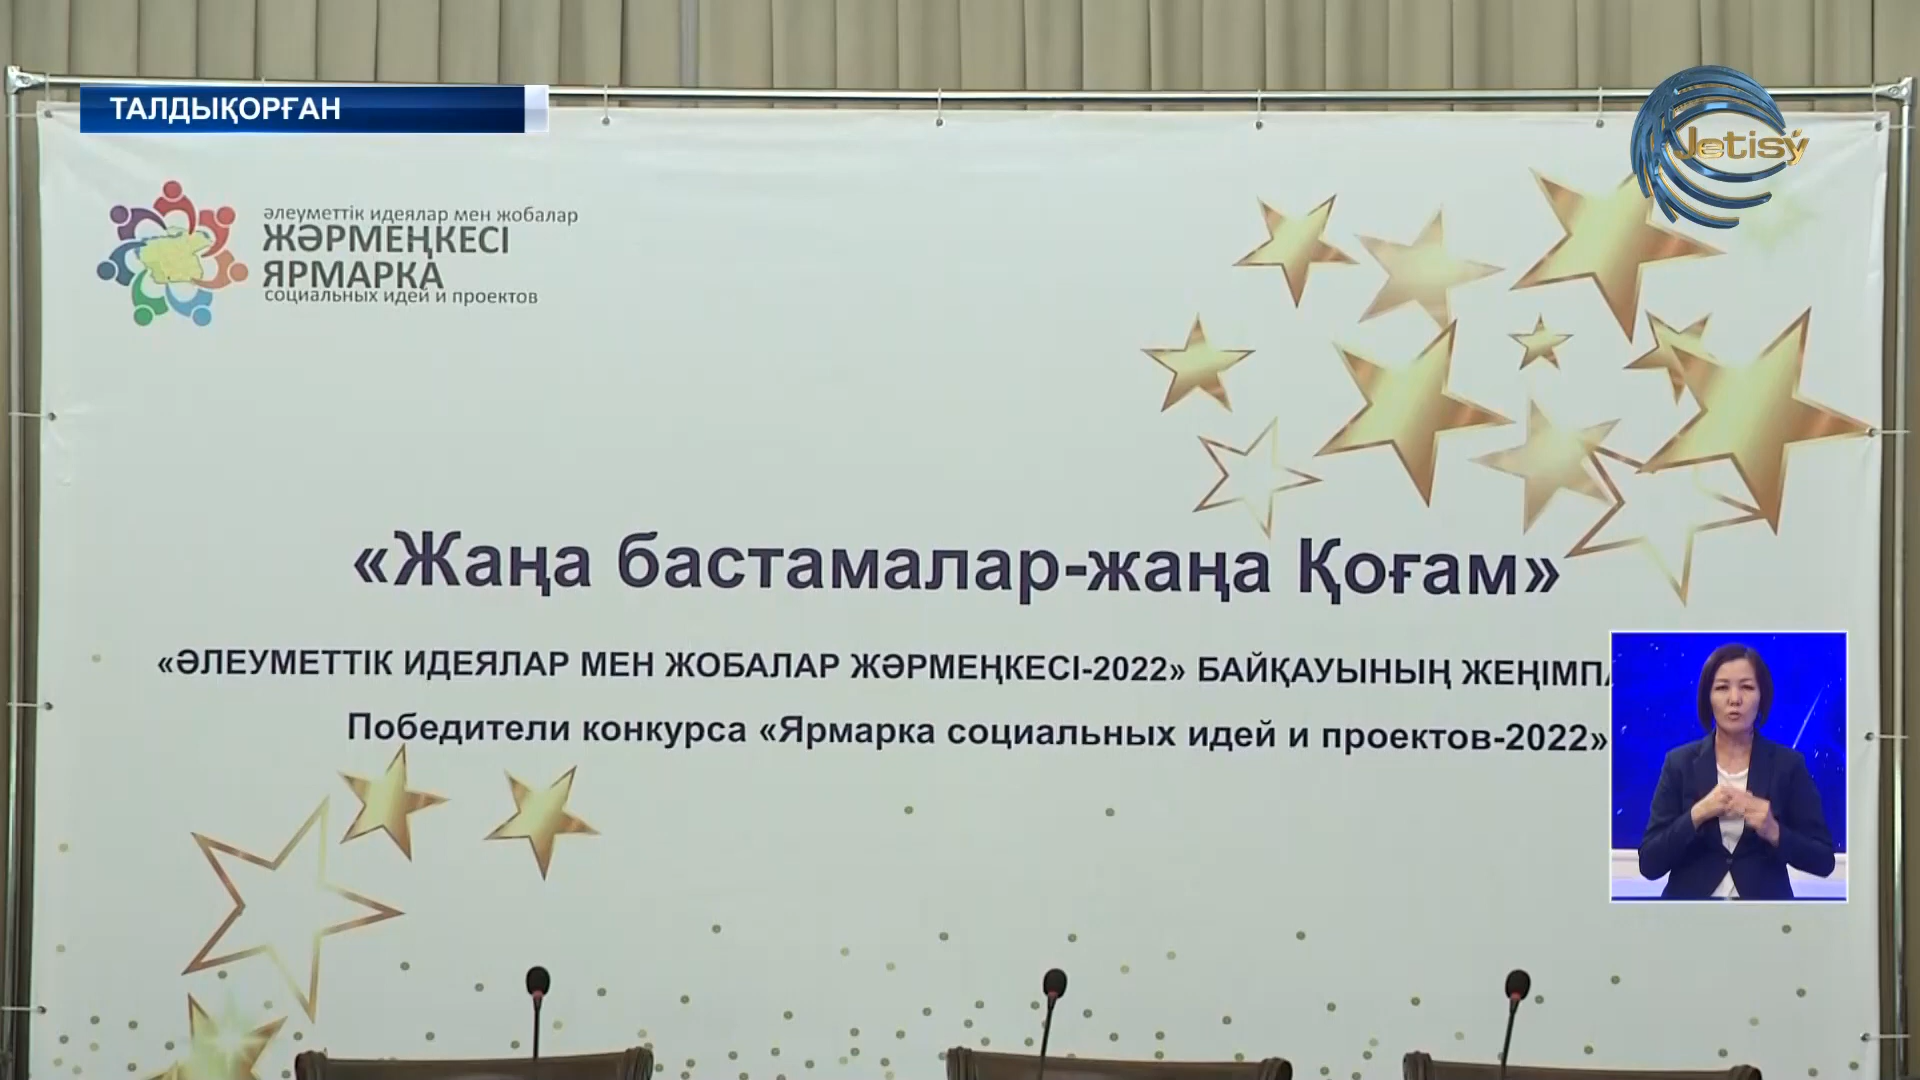 ТАЛДЫҚОРҒАН
Jetisý
әлеуметтік идеялар мен жобалар
ЖӘРМЕҢКЕСІ
ЯРМАРКА
социальных идей и проектов
«Жаңа бастамалар-жаңа Қоғам»
«ӘЛЕУМЕТТІК ИДЕЯЛАР МЕН ЖОБАЛАР ЖӘРМЕҢКЕСІ-2022» БАЙҚАУЫНЫҢ
Победители конкурса «Ярмарка социальных идей и проектов-2022»